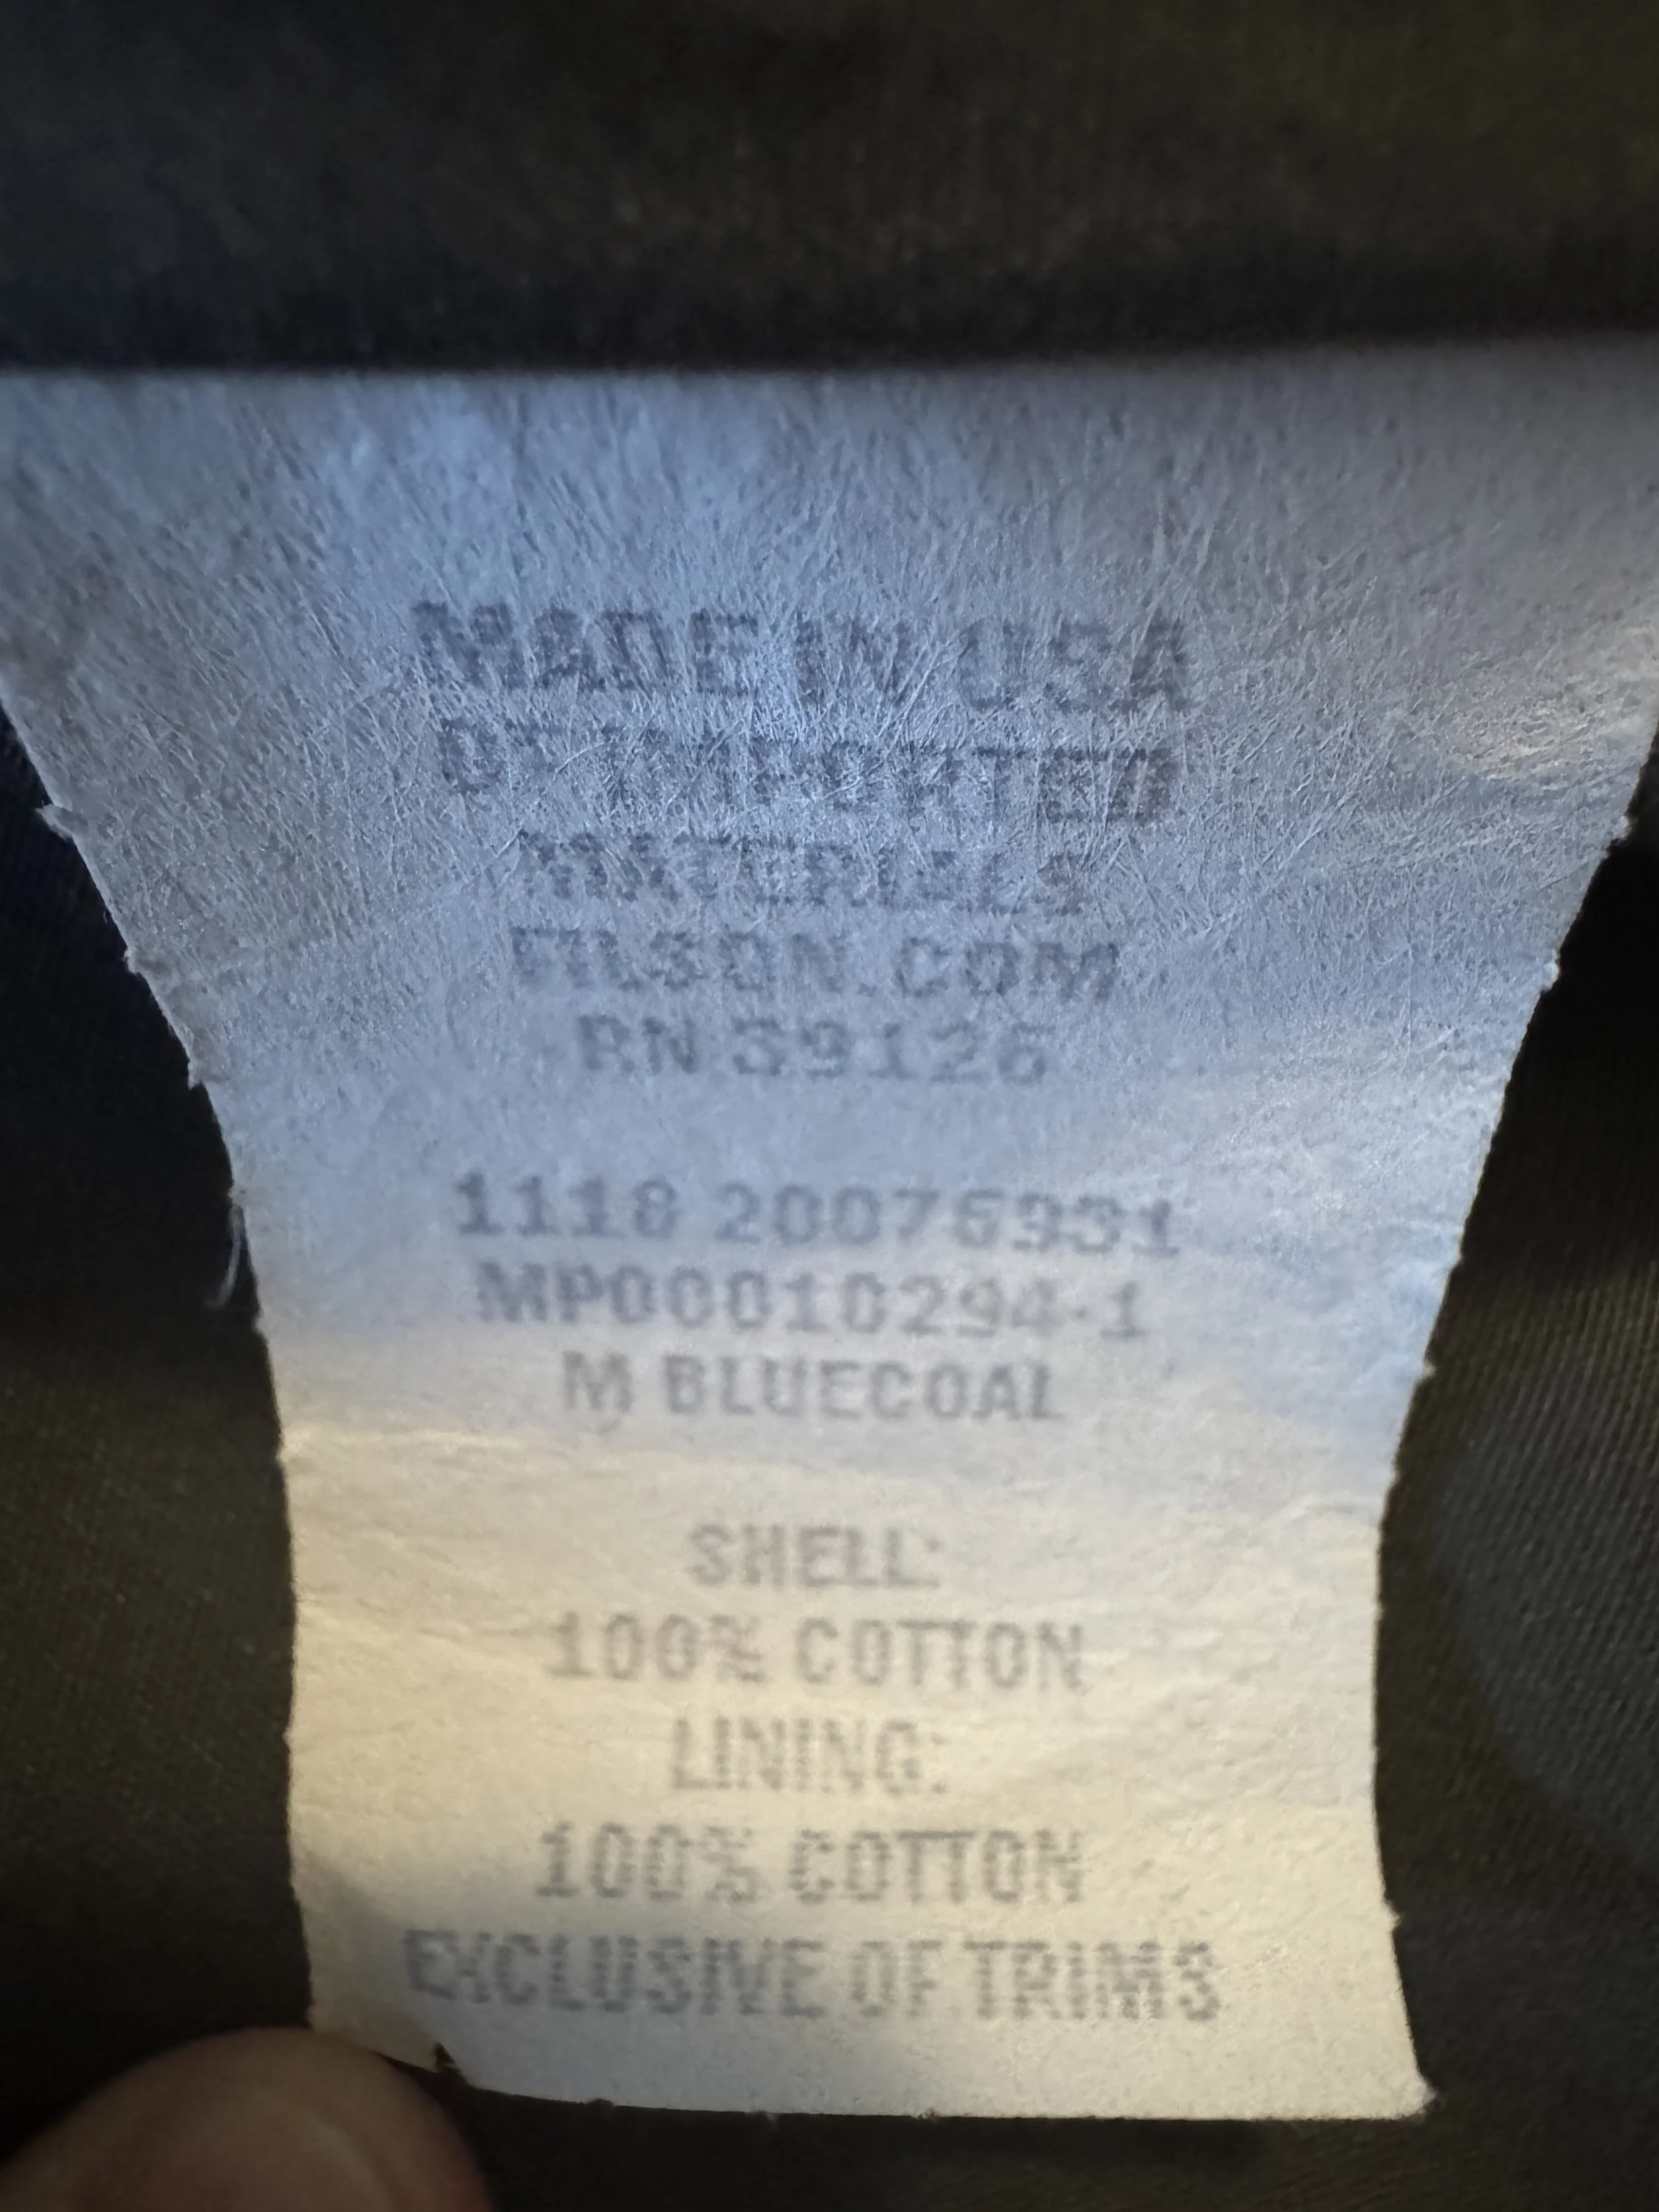 MADE IN USA
OF IMPORTED
MATERIALS
FILSON.COM
RN 39126
1118 20076931
MP00010294-1
M BLUECOAL
SHELL:
100% COTTON
LINING:
100% COTTON
EXCLUSIVE OF TRIMS